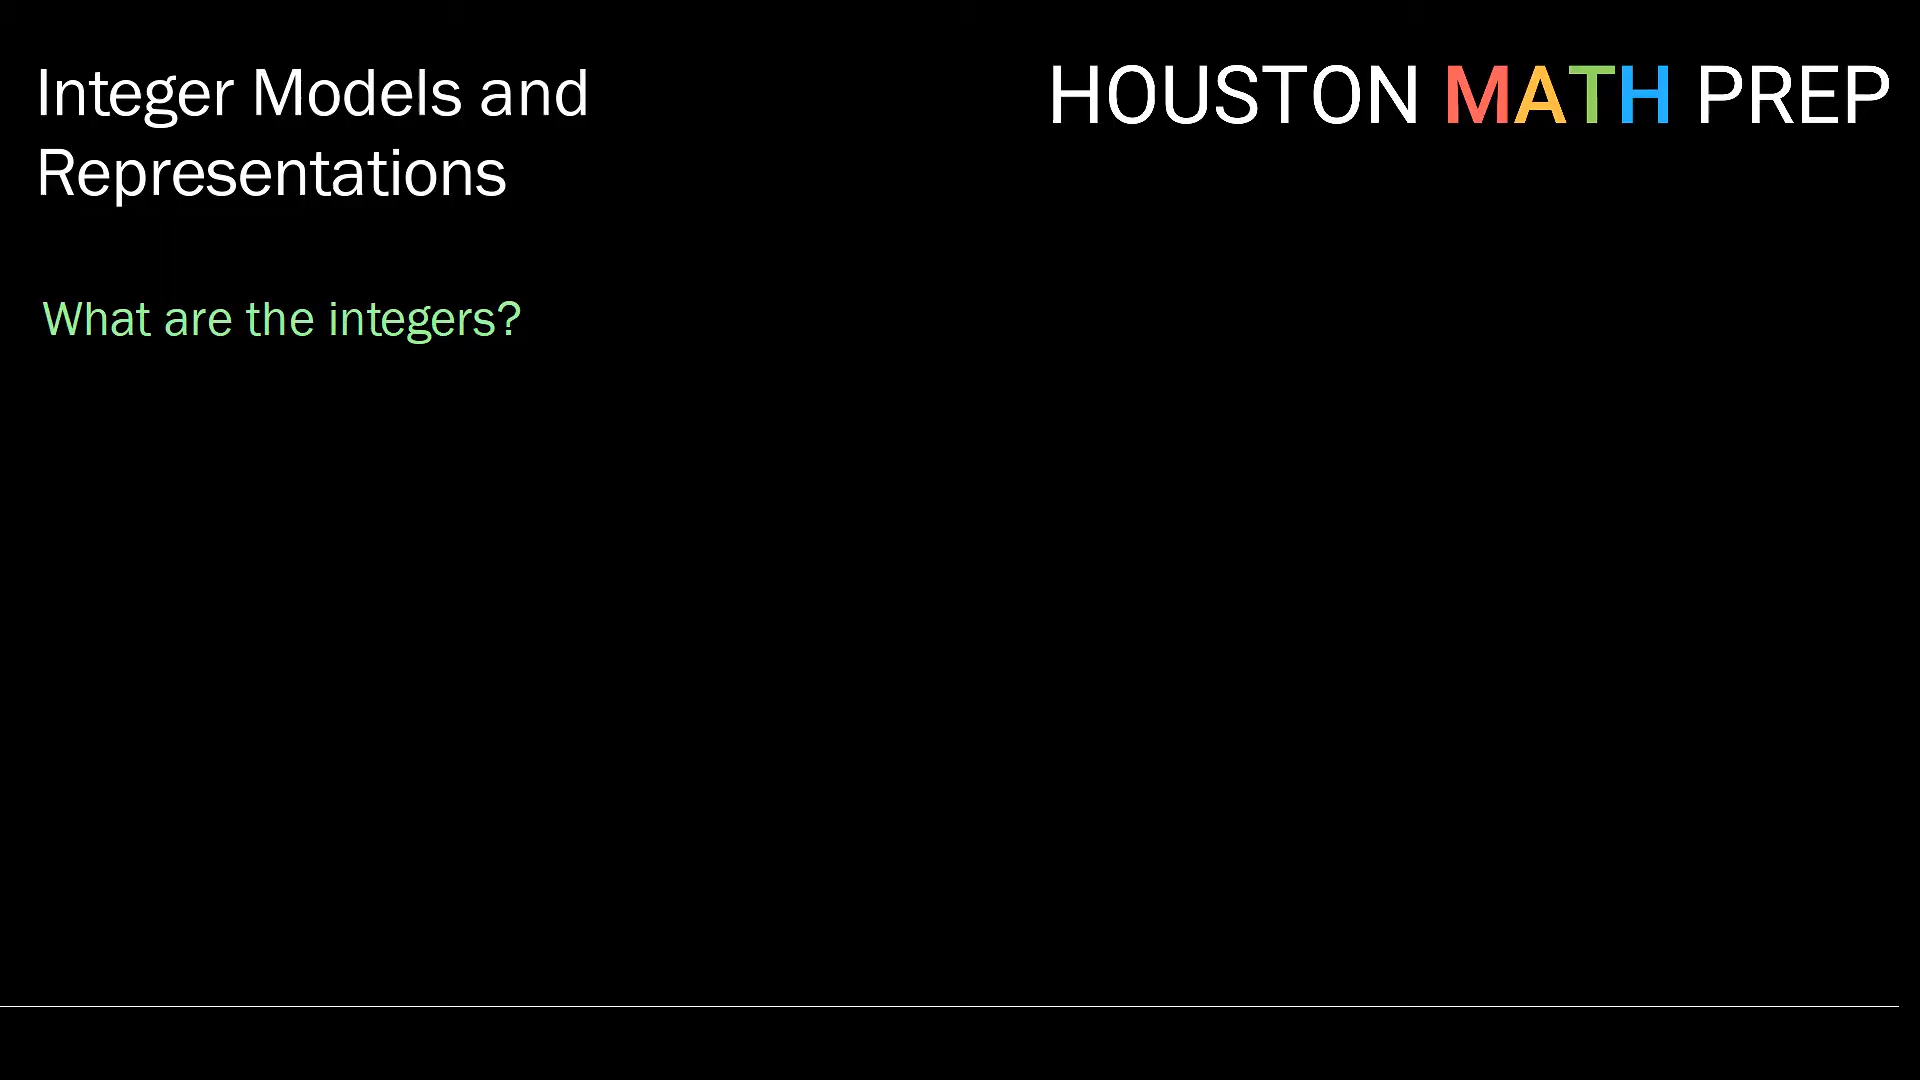 Integer Models and
Representations
HOUSTON MATH PREP
What are the integers?